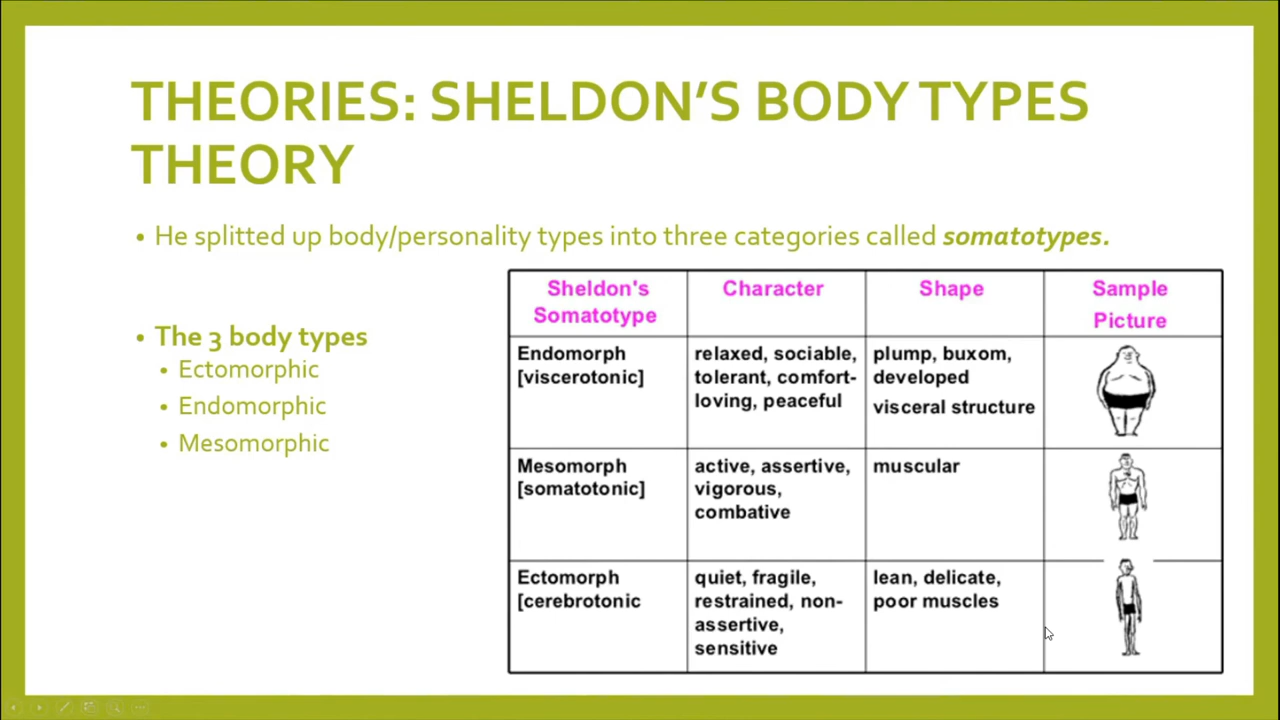 THEORIES: SHELDON'S BODY TYPES
THEORY
• He splitted up body/personality types into three categories called somatotypes.
• The 3 body types
• Ectomorphic
• Endomorphic
• Mesomorphic
Sheldon's
Somatotype
Character
Shape
Sample
Picture
Endomorph
[viscerotonic]
relaxed, sociable,
tolerant, comfort-
loving, peaceful
plump, buxom,
developed
visceral structure
Mesomorph
[somatotonic]
active, assertive,
vigorous,
combative
muscular
Ectomorph
[cerebrotonic
quiet, fragile,
restrained, non-
assertive,
sensitive
lean, delicate,
poor muscles